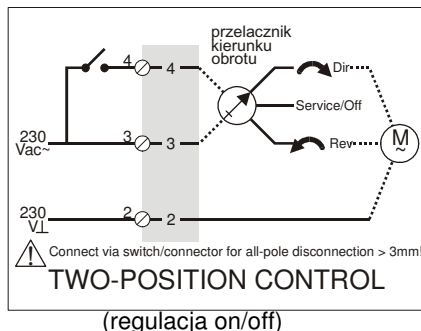 przelacznik
kierunku
obrotu
4 4 Dir
Service/Off
230
Vac~
3 3 Rev M
~
230
V⊥
2 2
Connect via switch/connector for all-pole disconnection > 3mm!
TWO-POSITION CONTROL
(regulacja on/off)